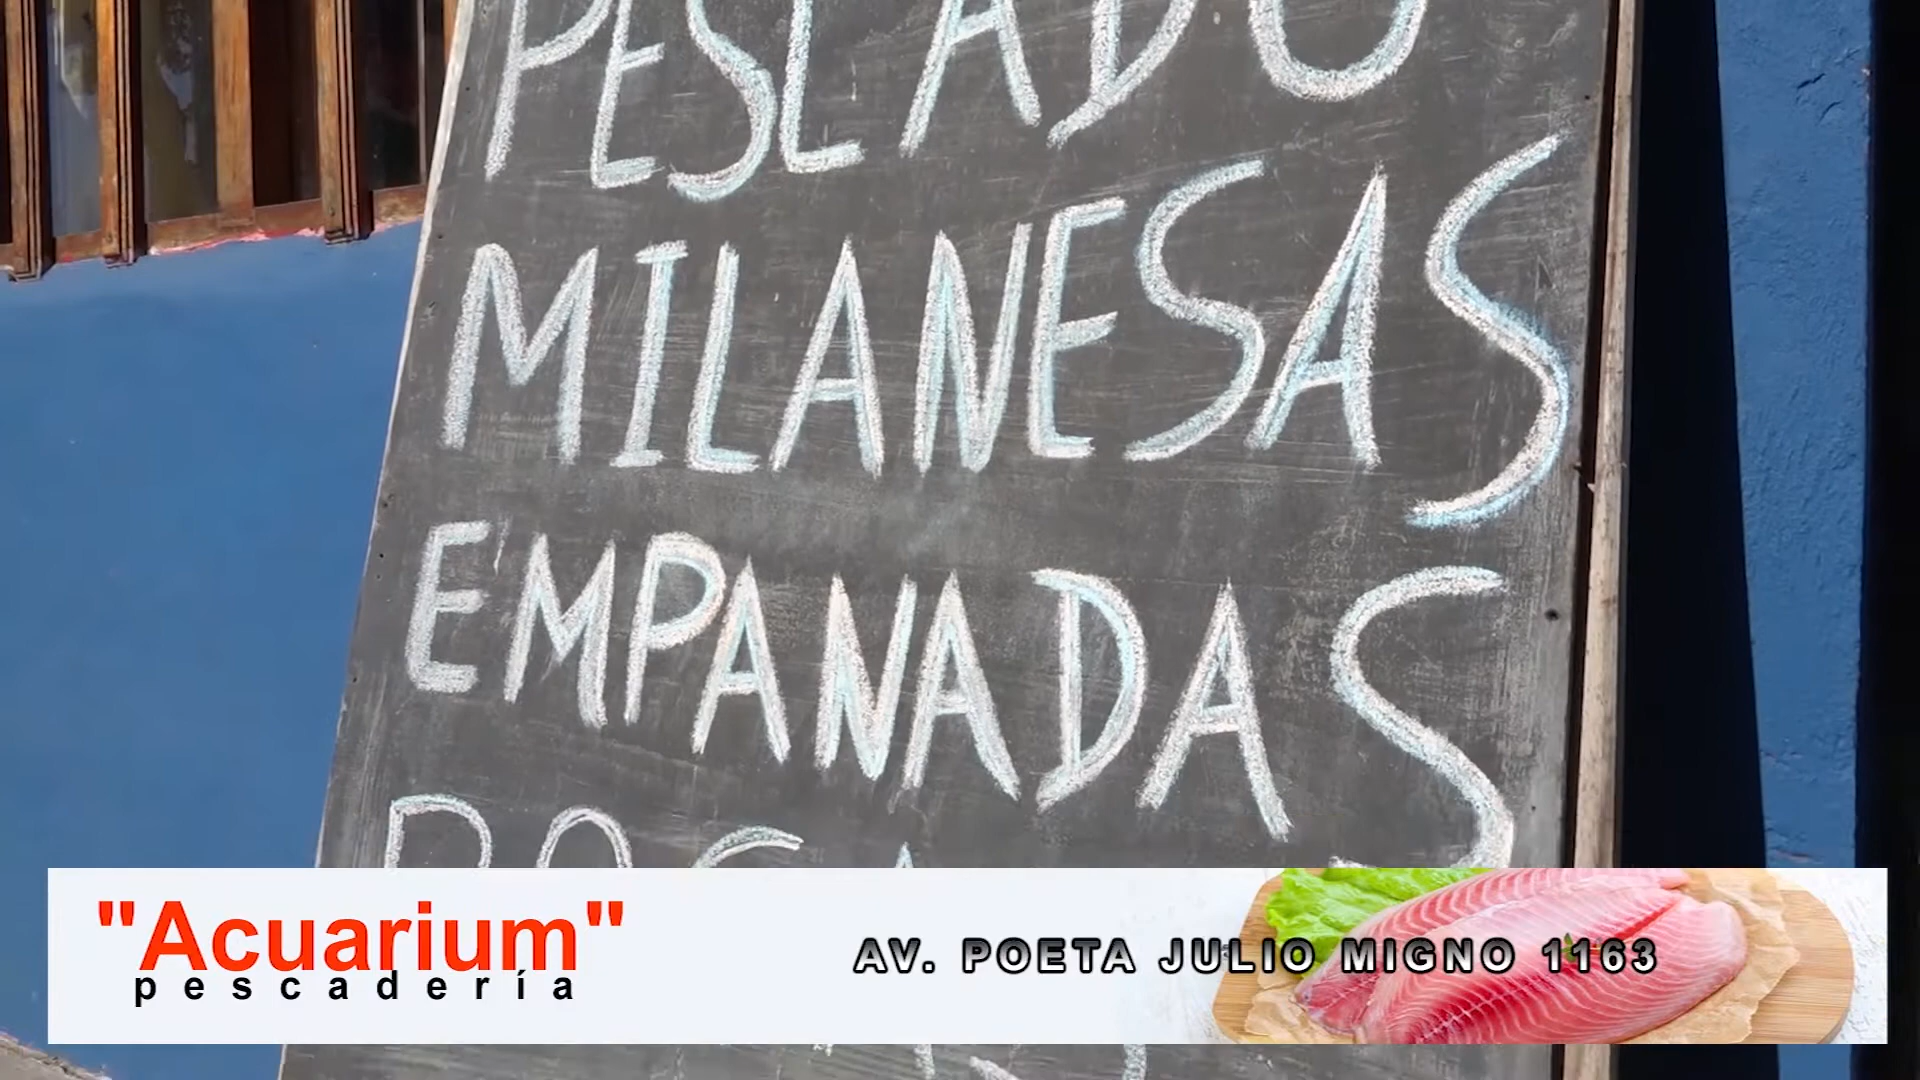 PESCADO
MILANESAS
EMPANADAS
"Acuarium"
pescadería
AV. POETA JULIO MIGNO 1163